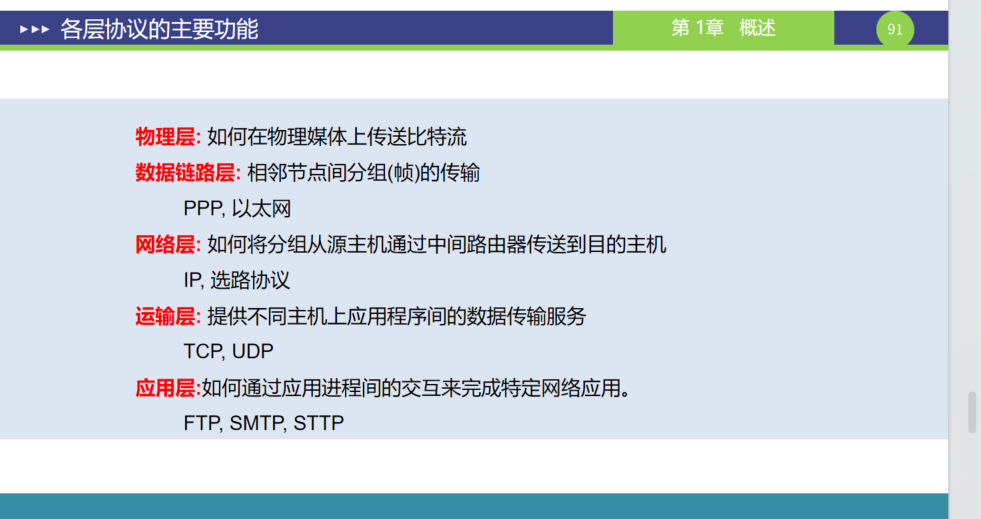 ▸▸▸ 各层协议的主要功能
第 1章 概述
91
物理层: 如何在物理媒体上传送比特流
数据链路层: 相邻节点间分组(帧)的传输
PPP, 以太网
网络层: 如何将分组从源主机通过中间路由器传送到目的主机
IP, 选路协议
运输层: 提供不同主机上应用程序间的数据传输服务
TCP, UDP
应用层:如何通过应用进程间的交互来完成特定网络应用。
FTP, SMTP, STTP